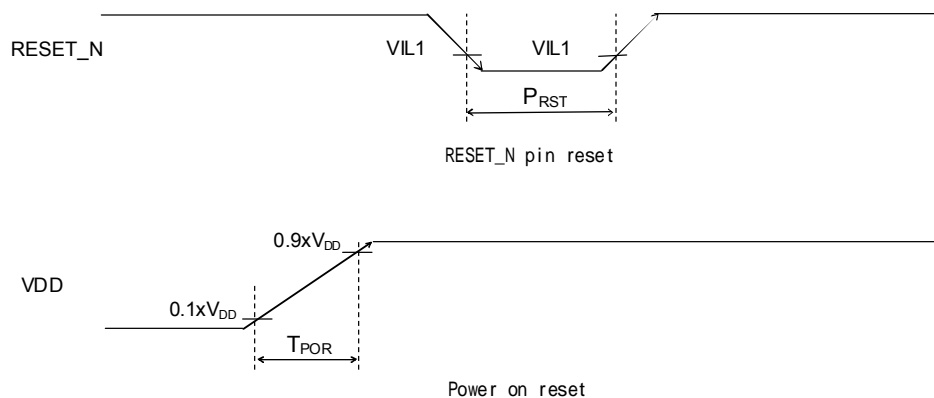 RESET_N
VIL1 VIL1
PRST
RESET_N pin reset
0.9xVDD
VDD
0.1xVDD
TPOR
Power on reset